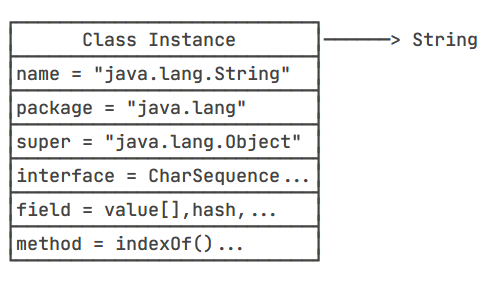 Class Instance ──────> String
name = "java.lang.String"
package = "java.lang"
super = "java.lang.Object"
interface = CharSequence...
field = value[],hash,...
method = indexOf()...